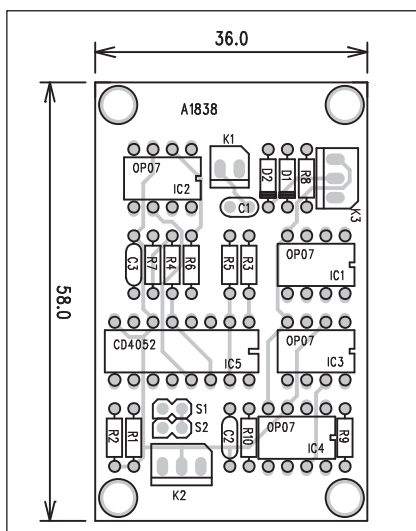 36.0
58.0
A1838
K1
OP07
IC2
C1
D2
D1
R8
K3
C3
R7
R4
R6
R5
R3
OP07
IC1
CD4052
IC5
OP07
IC3
R2
R1
S1
S2
K2
C2
R10
OP07
IC4
R9